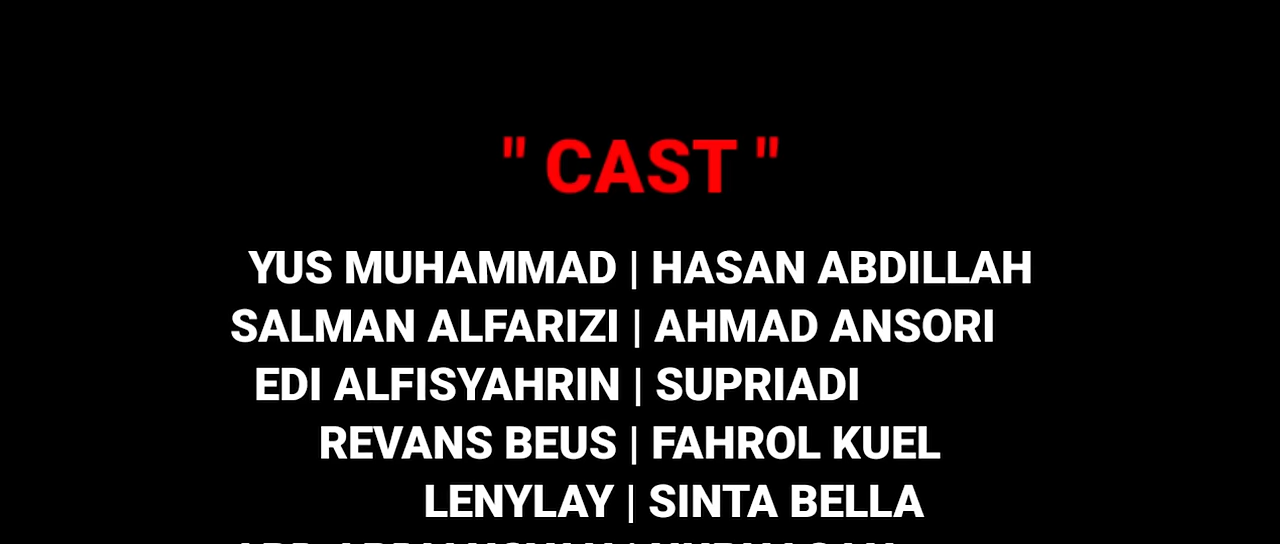 " CAST "
YUS MUHAMMAD | HASAN ABDILLAH
SALMAN ALFARIZI | AHMAD ANSORI
EDI ALFISYAHRIN | SUPRIADI
REVANS BEUS | FAHROL KUEL
LENYLAY | SINTA BELLA